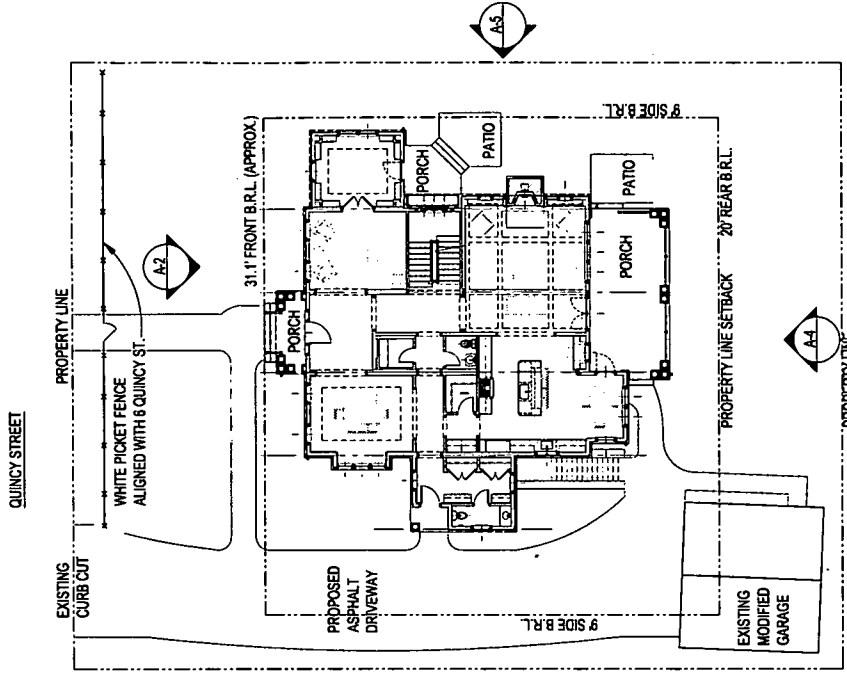 QUINCY STREET
PROPERTY LINE
EXISTING
CURB CUT
WHITE PICKET FENCE
ALIGNED WITH 6 QUINCY ST.
A-2
A-5
31.1' FRONT B.R.L. (APPROX.)
9' SIDE B.R.L.
PORCH
PORCH
PATIO
PATIO
PORCH
PROPOSED
ASPHALT
DRIVEWAY
9' SIDE B.R.L.
PROPERTY LINE SETBACK
20' REAR B.R.L.
EXISTING
MODIFIED
GARAGE
A-4